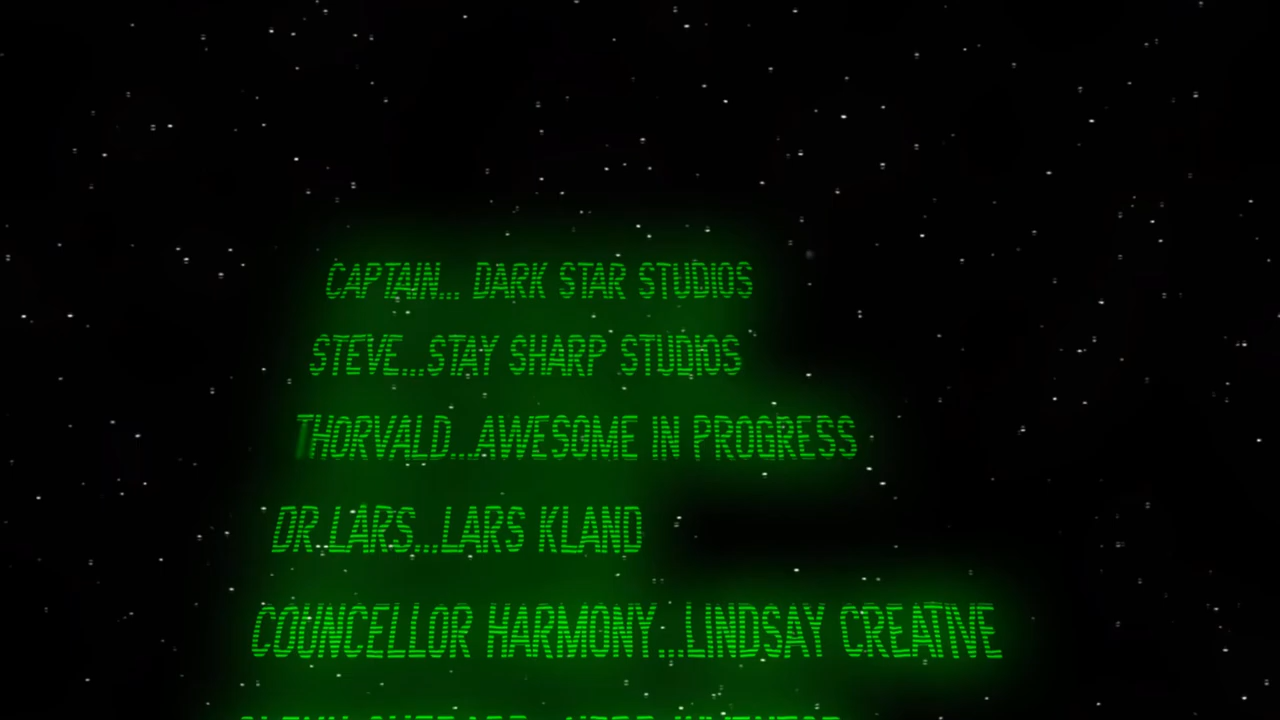 CAPTAIN... DARK STAR STUDIOS
STEVE...STAY SHARP STUDIOS
THORVALD...AWESOME IN PROGRESS
DR.LARS...LARS KLAND
COUNCELLOR HARMONY...LINDSAY CREATIVE